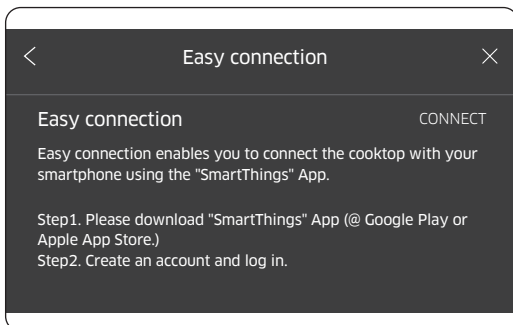 Easy connection
Easy connection CONNECT
Easy connection enables you to connect the cooktop with your
smartphone using the "SmartThings" App.
Step1. Please download "SmartThings" App (@ Google Play or
Apple App Store.)
Step2. Create an account and log in.